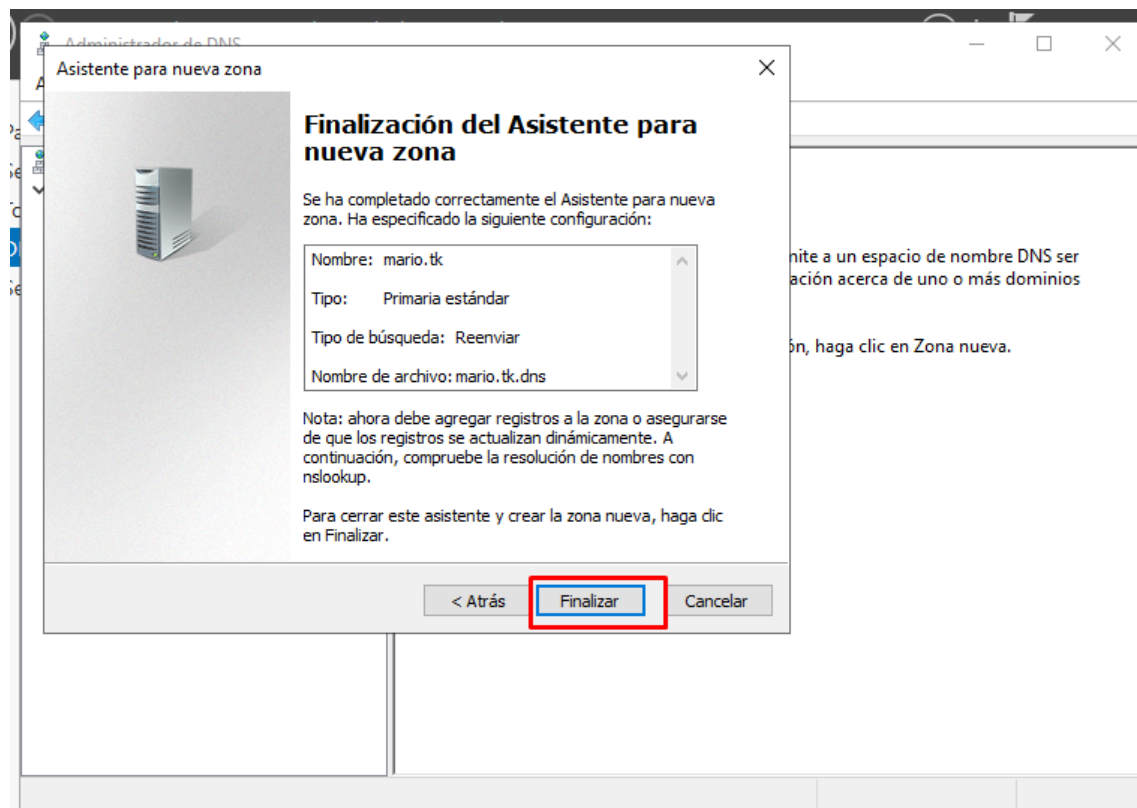 Administrador de DNS
Asistente para nueva zona
Finalización del Asistente para
nueva zona
Se ha completado correctamente el Asistente para nueva
zona. Ha especificado la siguiente configuración:
Nombre: mario.tk
Tipo: Primaria estándar
Tipo de búsqueda: Reenviar
Nombre de archivo: mario.tk.dns
Nota: ahora debe agregar registros a la zona o asegurarse
de que los registros se actualizan dinámicamente. A
continuación, compruebe la resolución de nombres con
nslookup.
Para cerrar este asistente y crear la zona nueva, haga clic
en Finalizar.
< Atrás
Finalizar
Cancelar
mite a un espacio de nombre DNS ser
ación acerca de uno o más dominios
ón, haga clic en Zona nueva.